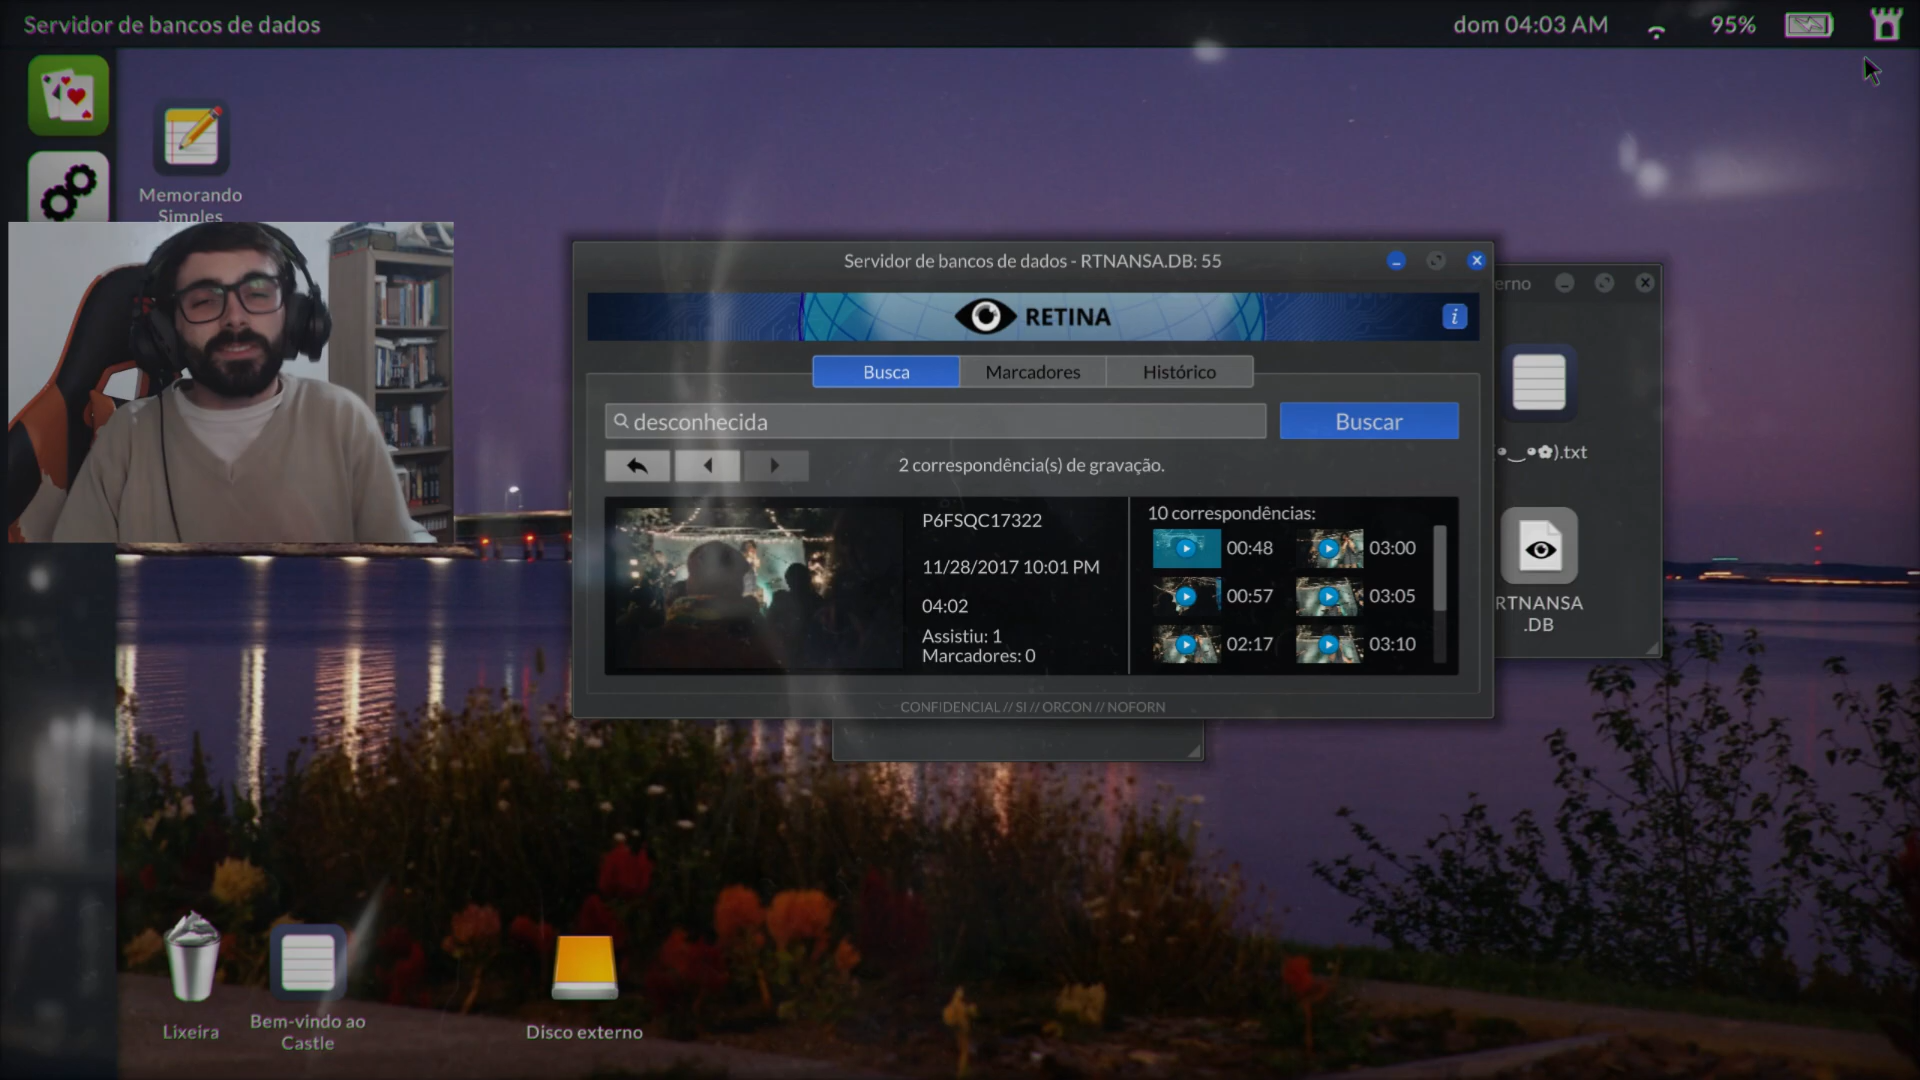 Servidor de bancos de dados
dom 04:03 AM
95%
Memorando
Simples
Servidor de bancos de dados - RTNANSA.DB: 55
erno
RETINA
i
Busca
Marcadores
Histórico
desconhecida
Buscar
2 correspondência(s) de gravação.
P6FSQC17322
11/28/2017 10:01 PM
04:02
Assistiu: 1
Marcadores: 0
10 correspondências:
00:48
03:00
00:57
03:05
02:17
03:10
CONFIDENCIAL // SI // ORCON // NOFORN
(•‿•✿).txt
RTNANSA
.DB
Lixeira
Bem-vindo ao
Castle
Disco externo